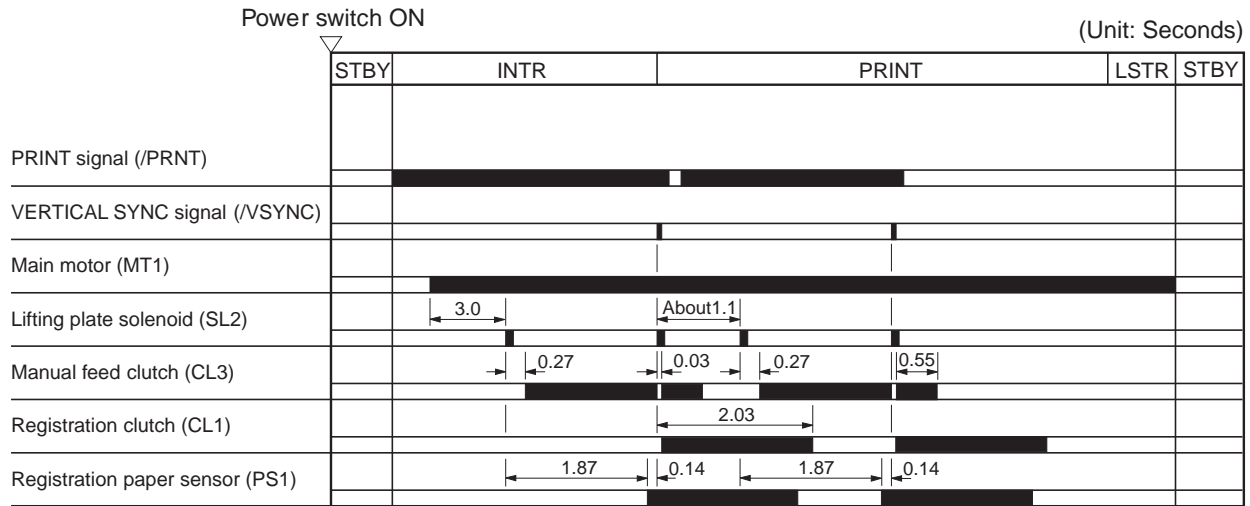 Power switch ON
(Unit: Seconds)
STBY INTR PRINT LSTR STBY
PRINT signal (/PRNT)
VERTICAL SYNC signal (/VSYNC)
Main motor (MT1)
3.0 About1.1
Lifting plate solenoid (SL2)
0.27 0.03 0.27 0.55
Manual feed clutch (CL3)
2.03
Registration clutch (CL1)
1.87 0.14 1.87 0.14
Registration paper sensor (PS1)